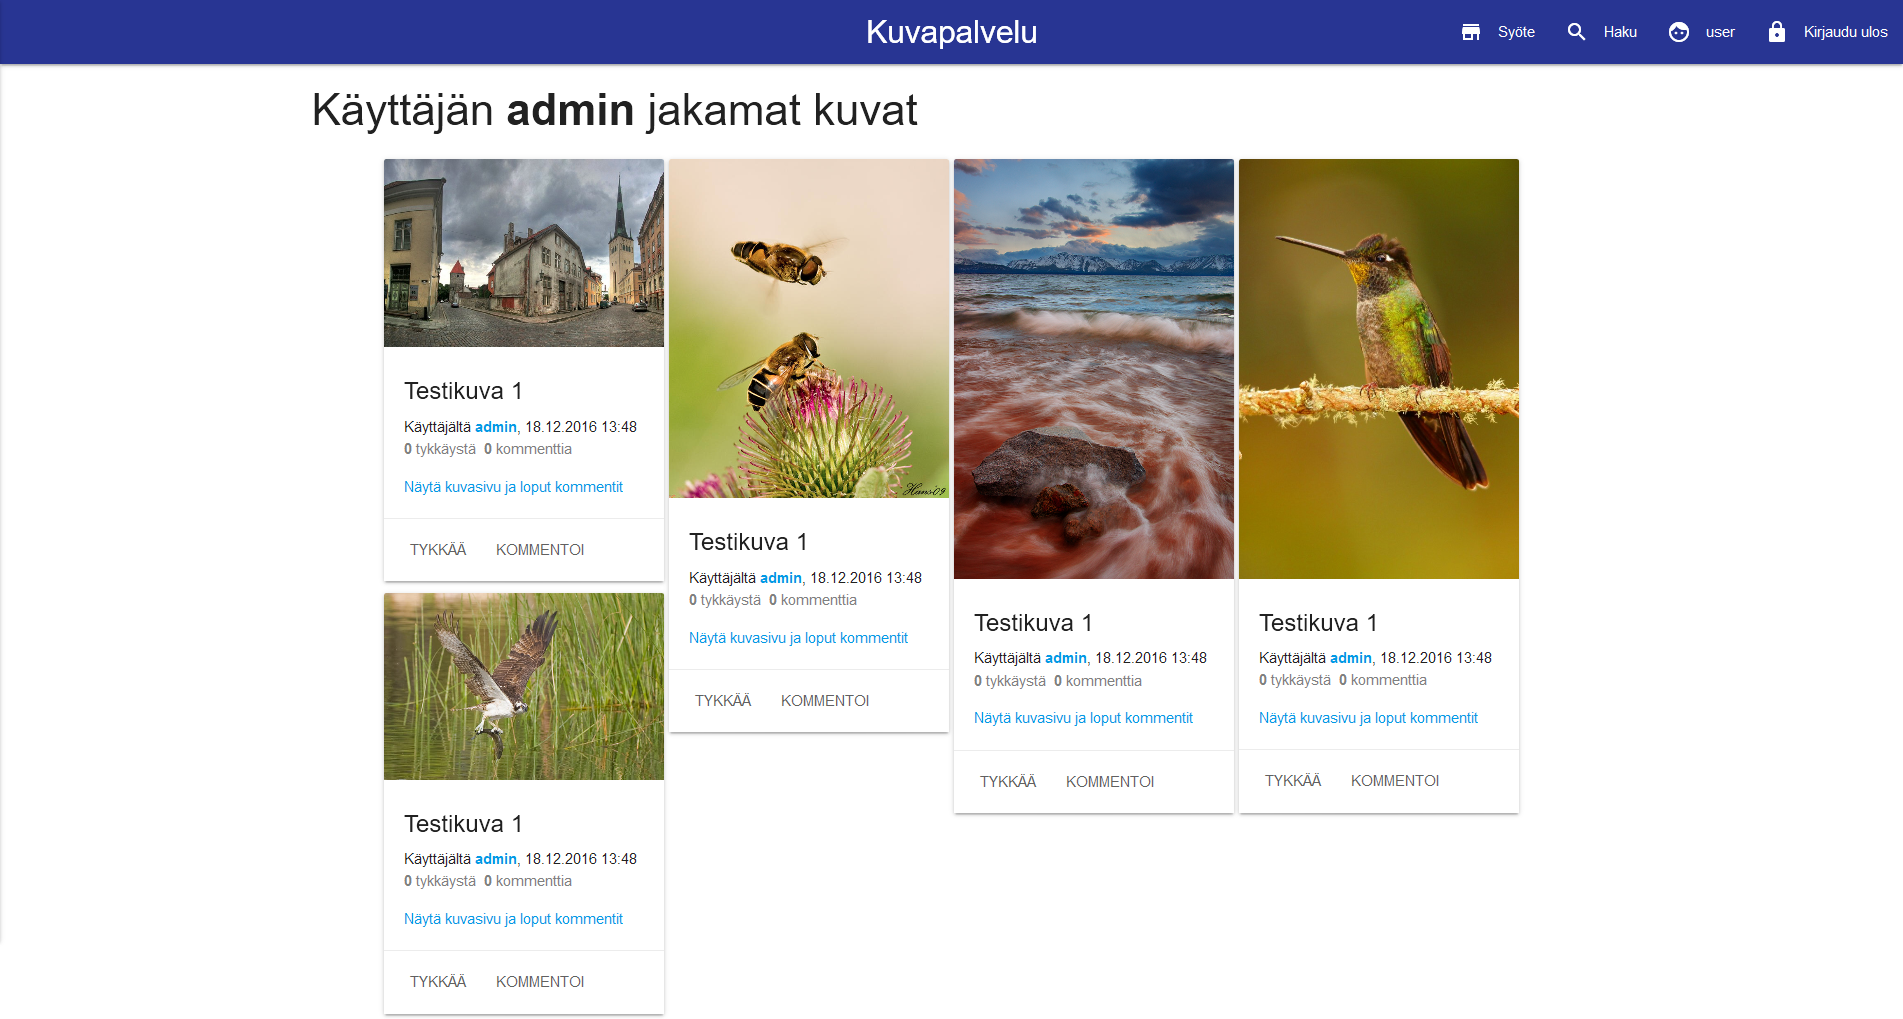 Kuvapalvelu
Syöte
Haku
user
Kirjaudu ulos
Käyttäjän admin jakamat kuvat
Testikuva 1
Käyttäjältä admin, 18.12.2016 13:48
0 tykkäystä 0 kommenttia
Näytä kuvasivu ja loput kommentit
TYKKÄÄ KOMMENTOI
Testikuva 1
Käyttäjältä admin, 18.12.2016 13:48
0 tykkäystä 0 kommenttia
Näytä kuvasivu ja loput kommentit
TYKKÄÄ KOMMENTOI
Hans'09
Testikuva 1
Käyttäjältä admin, 18.12.2016 13:48
0 tykkäystä 0 kommenttia
Näytä kuvasivu ja loput kommentit
TYKKÄÄ KOMMENTOI
Testikuva 1
Käyttäjältä admin, 18.12.2016 13:48
0 tykkäystä 0 kommenttia
Näytä kuvasivu ja loput kommentit
TYKKÄÄ KOMMENTOI
Testikuva 1
Käyttäjältä admin, 18.12.2016 13:48
0 tykkäystä 0 kommenttia
Näytä kuvasivu ja loput kommentit
TYKKÄÄ KOMMENTOI